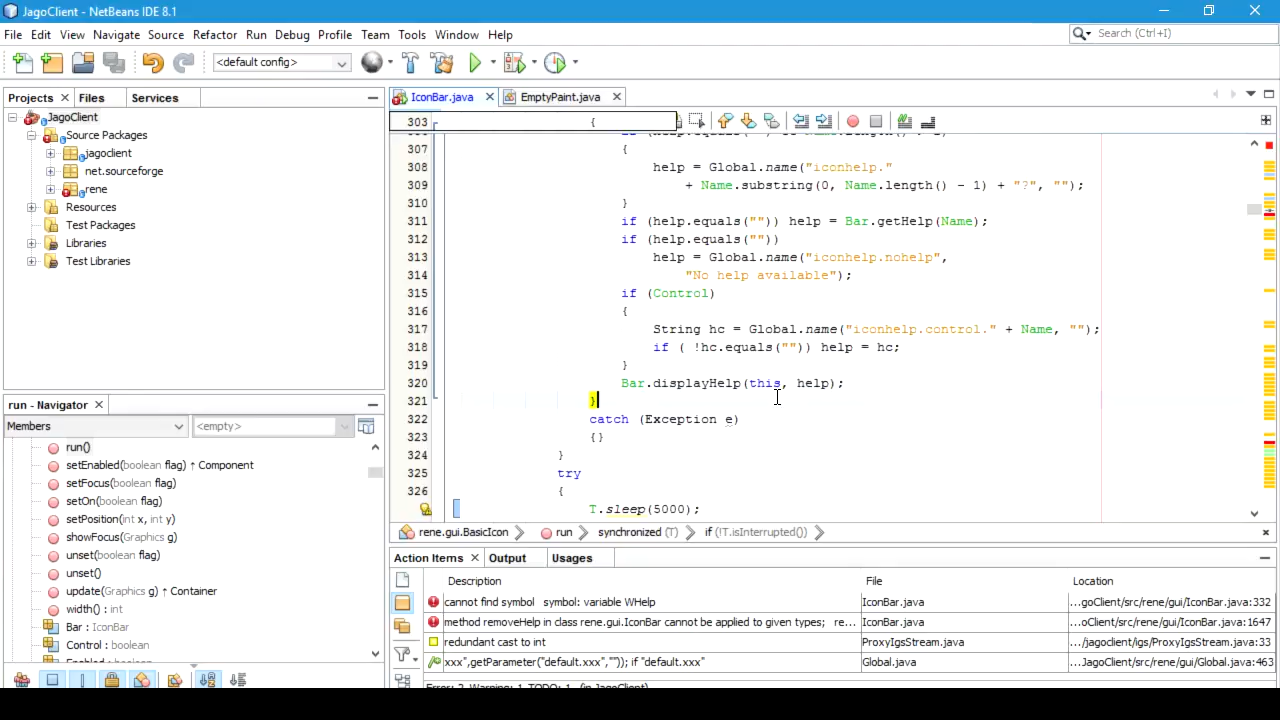 JagoClient - NetBeans IDE 8.1
File Edit View Navigate Source Refactor Run Debug Profile Team Tools Window Help
Search (Ctrl+I)
<default config>
Projects Files Services
JagoClient
Source Packages
jagoclient
net.sourceforge
rene
Resources
Test Packages
Libraries
Test Libraries
run - Navigator
Members <empty>
run()
setEnabled(boolean flag) ↑ Component
setFocus(boolean flag)
setOn(boolean flag)
setPosition(int x, int y)
showFocus(Graphics g)
unset(boolean flag)
unset()
update(Graphics g) ↑ Container
width() : int
Bar : IconBar
Control : boolean
Enabled : boolean
IconBar.java EmptyPaint.java
303 {
307 {
308 help = Global.name("iconhelp."
309 + Name.substring(0, Name.length() - 1) + "?", "");
310 }
311 if (help.equals("")) help = Bar.getHelp(Name);
312 if (help.equals(""))
313 help = Global.name("iconhelp.nohelp",
314 "No help available");
315 if (Control)
316 {
317 String hc = Global.name("iconhelp.control." + Name, "");
318 if ( !hc.equals("")) help = hc;
319 }
320 Bar.displayHelp(this, help);
321 }
322 catch (Exception e)
323 {}
324 }
325 try
326 {
T.sleep(5000);
rene.gui.BasicIcon run synchronized (T) if (!T.isInterrupted())
Action Items Output Usages
Description File Location
cannot find symbol symbol: variable WHelp IconBar.java ...goClient/src/rene/gui/IconBar.java:332
method removeHelp in class rene.gui.IconBar cannot be applied to given types; re... IconBar.java ...oClient/src/rene/gui/IconBar.java:1647
redundant cast to int ProxyIgsStream.java .../jagoclient/igs/ProxyIgsStream.java:33
xxx",getParameter("default.xxx","")); if "default.xxx" Global.java ...JagoClient/src/rene/gui/Global.java:463
Error: 2 Warning: 1 TODO: 1 (in JagoClient)